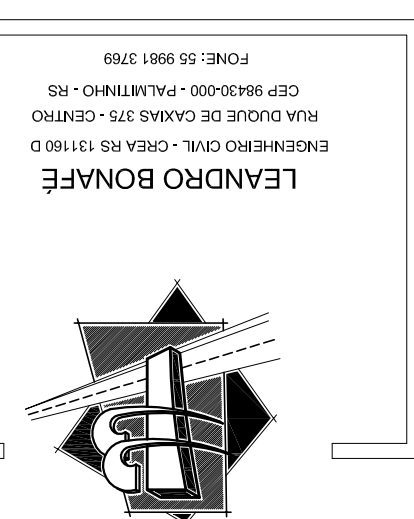 LEANDRO BONAFÉ
ENGENHEIRO CIVIL - CREA RS 131160 D
RUA DUQUE DE CAXIAS 375 - CENTRO
CEP 98430-000 - PALMITINHO - RS
FONE: 55 9981 3769